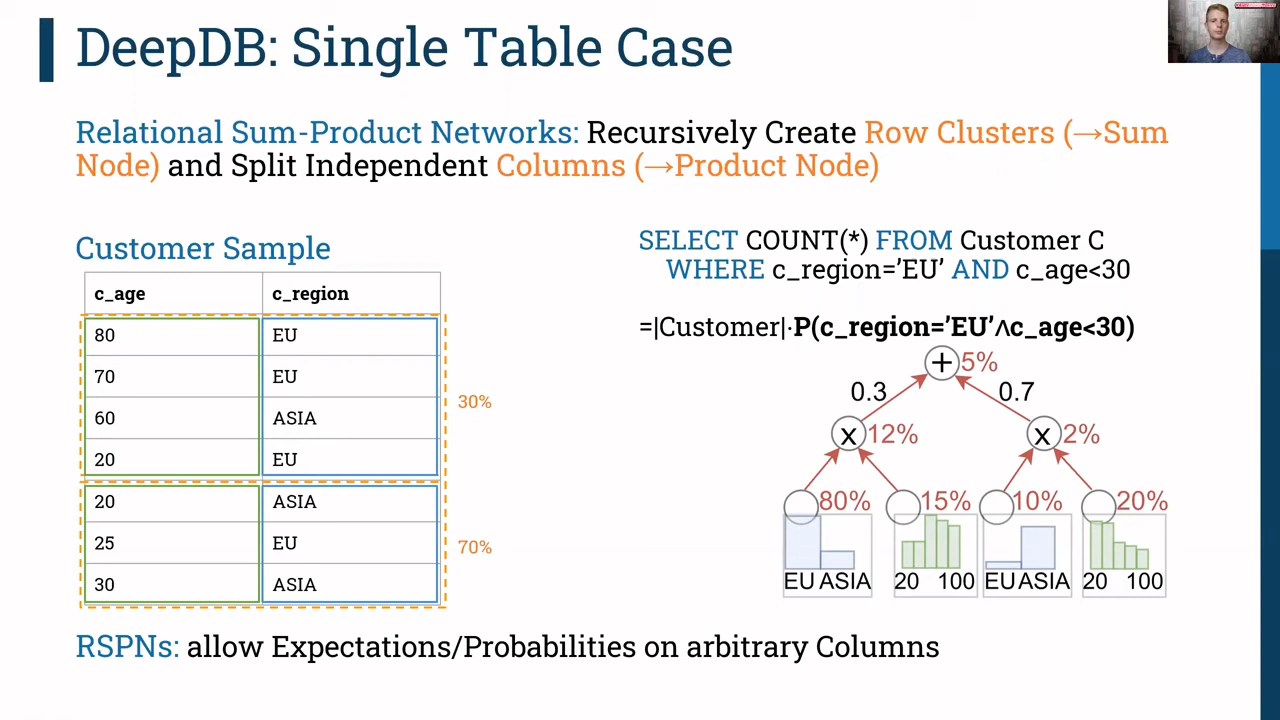 DeepDB: Single Table Case
Relational Sum-Product Networks: Recursively Create Row Clusters (→Sum
Node) and Split Independent Columns (→Product Node)
Customer Sample
c_age c_region
80 EU
70 EU
60 ASIA
20 EU
30%
20 ASIA
25 EU
30 ASIA
70%
SELECT COUNT(*) FROM Customer C
WHERE c_region='EU' AND c_age<30
=|Customer|·P(c_region='EU'∧c_age<30)
+ 5%
0.3 0.7
x 12% x 2%
80% 15% 10% 20%
EU ASIA 20 100 EU ASIA 20 100
RSPNs: allow Expectations/Probabilities on arbitrary Columns